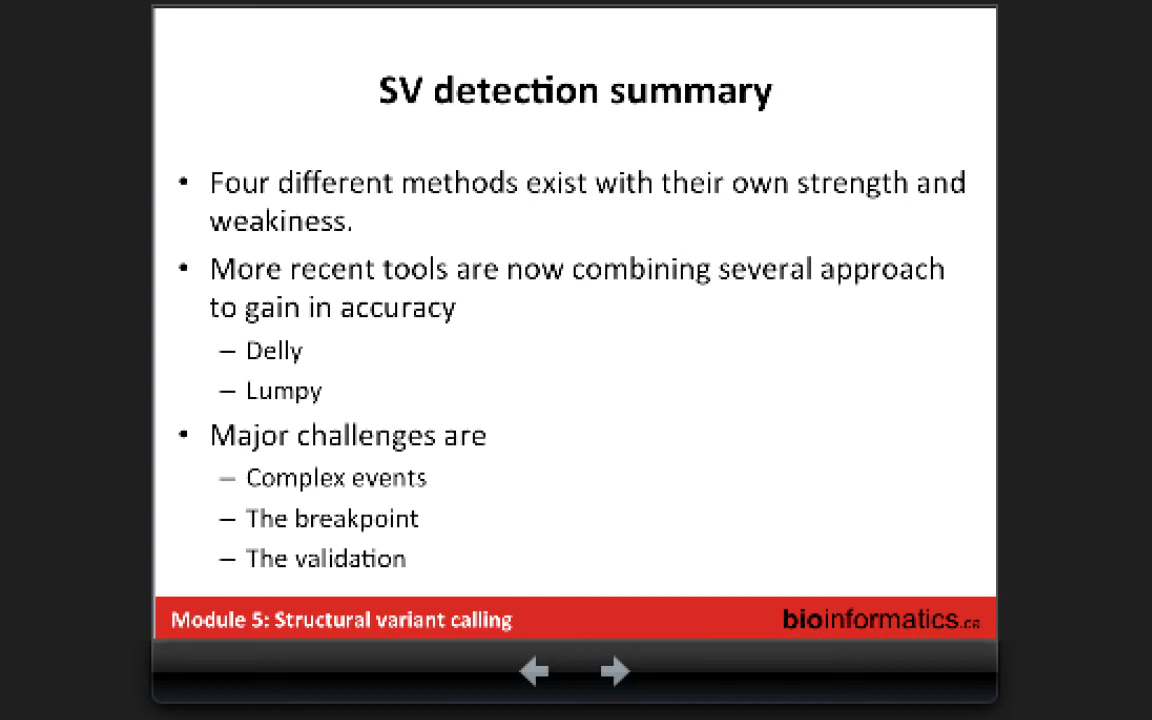 SV detection summary
• Four different methods exist with their own strength and
weakiness.
• More recent tools are now combining several approach
to gain in accuracy
– Delly
– Lumpy
• Major challenges are
– Complex events
– The breakpoint
– The validation
Module 5: Structural variant calling
bioinformatics.ca